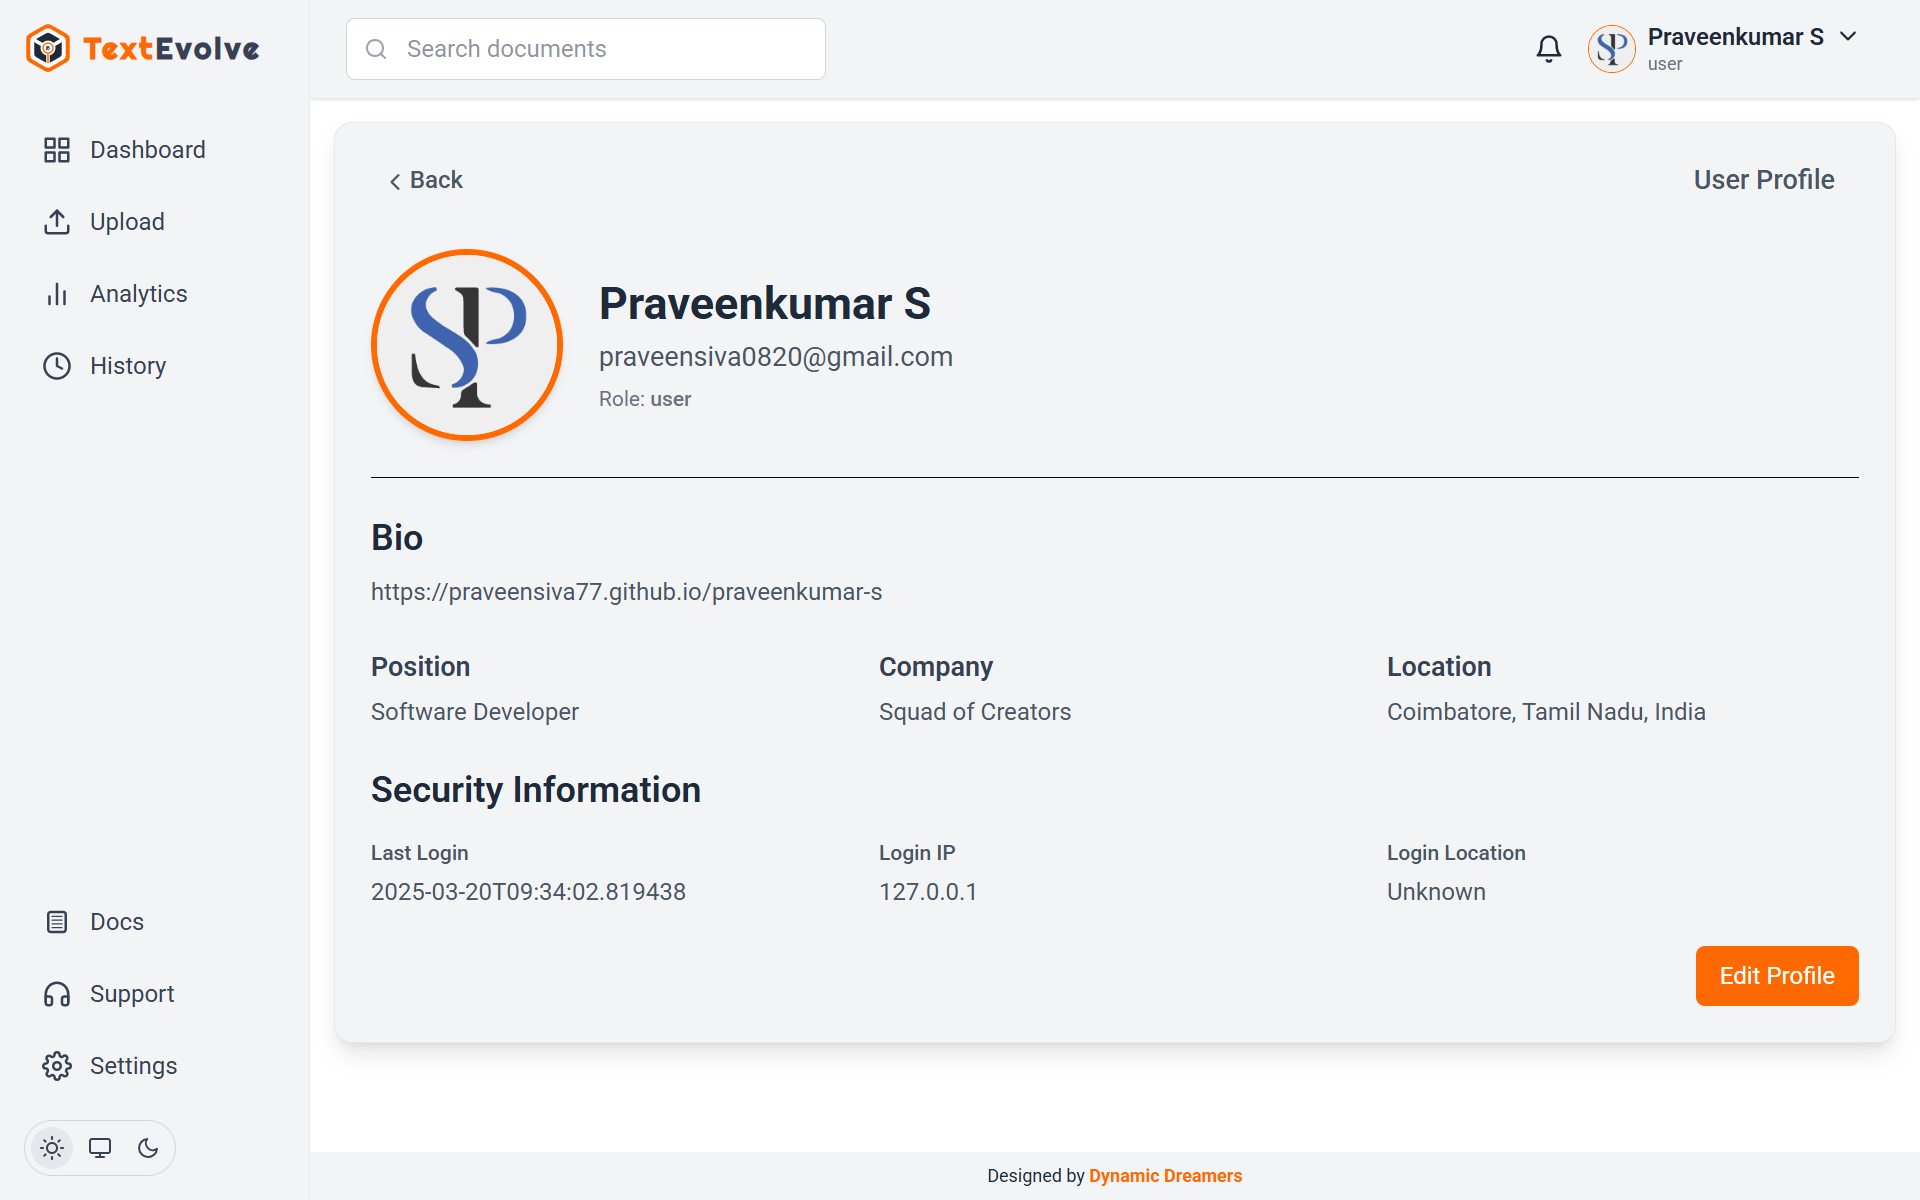 TextEvolve
Search documents
Praveenkumar S
user
Dashboard
Upload
Analytics
History
Docs
Support
Settings
Back
User Profile
SP
Praveenkumar S
praveensiva0820@gmail.com
Role: user
Bio
https://praveensiva77.github.io/praveenkumar-s
Position
Company
Location
Software Developer
Squad of Creators
Coimbatore, Tamil Nadu, India
Security Information
Last Login
Login IP
Login Location
2025-03-20T09:34:02.819438
127.0.0.1
Unknown
Edit Profile
Designed by Dynamic Dreamers